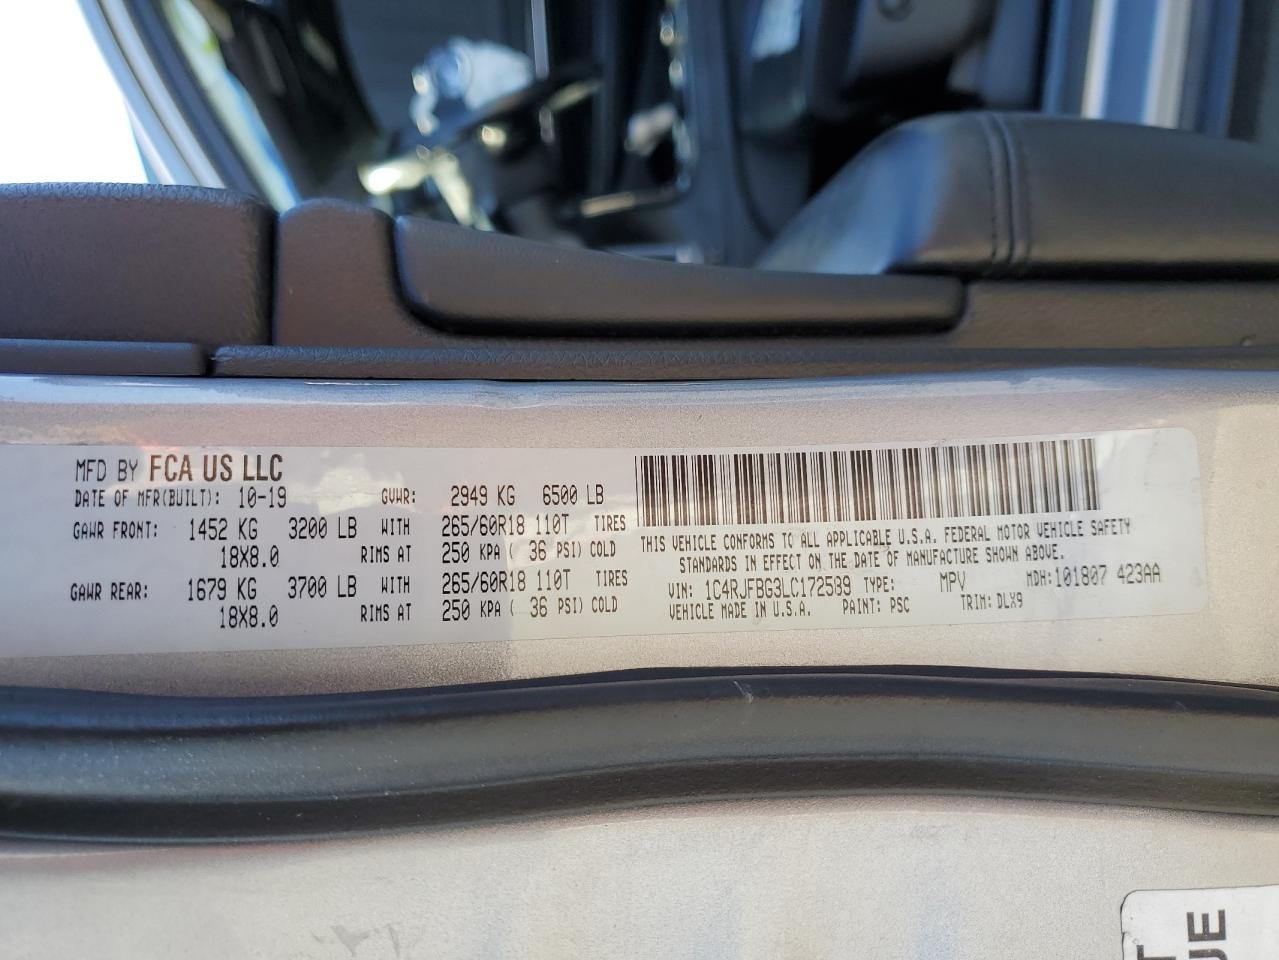 MFD BY FCA US LLC
DATE OF MFR(BUILT): 10-19 GVWR: 2949 KG 6500 LB
GAWR FRONT: 1452 KG 3200 LB WITH 265/60R18 110T TIRES
18X8.0 RIMS AT 250 KPA ( 36 PSI) COLD
GAWR REAR: 1679 KG 3700 LB WITH 265/60R18 110T TIRES
18X8.0 RIMS AT 250 KPA ( 36 PSI) COLD
THIS VEHICLE CONFORMS TO ALL APPLICABLE U.S.A. FEDERAL MOTOR VEHICLE SAFETY
STANDARDS IN EFFECT ON THE DATE OF MANUFACTURE SHOWN ABOVE.
VIN: 1C4RJFBG3LC172589 TYPE: MPV MDH: 101807 423AA
VEHICLE MADE IN U.S.A. PAINT: PSC TRIM: DLX9